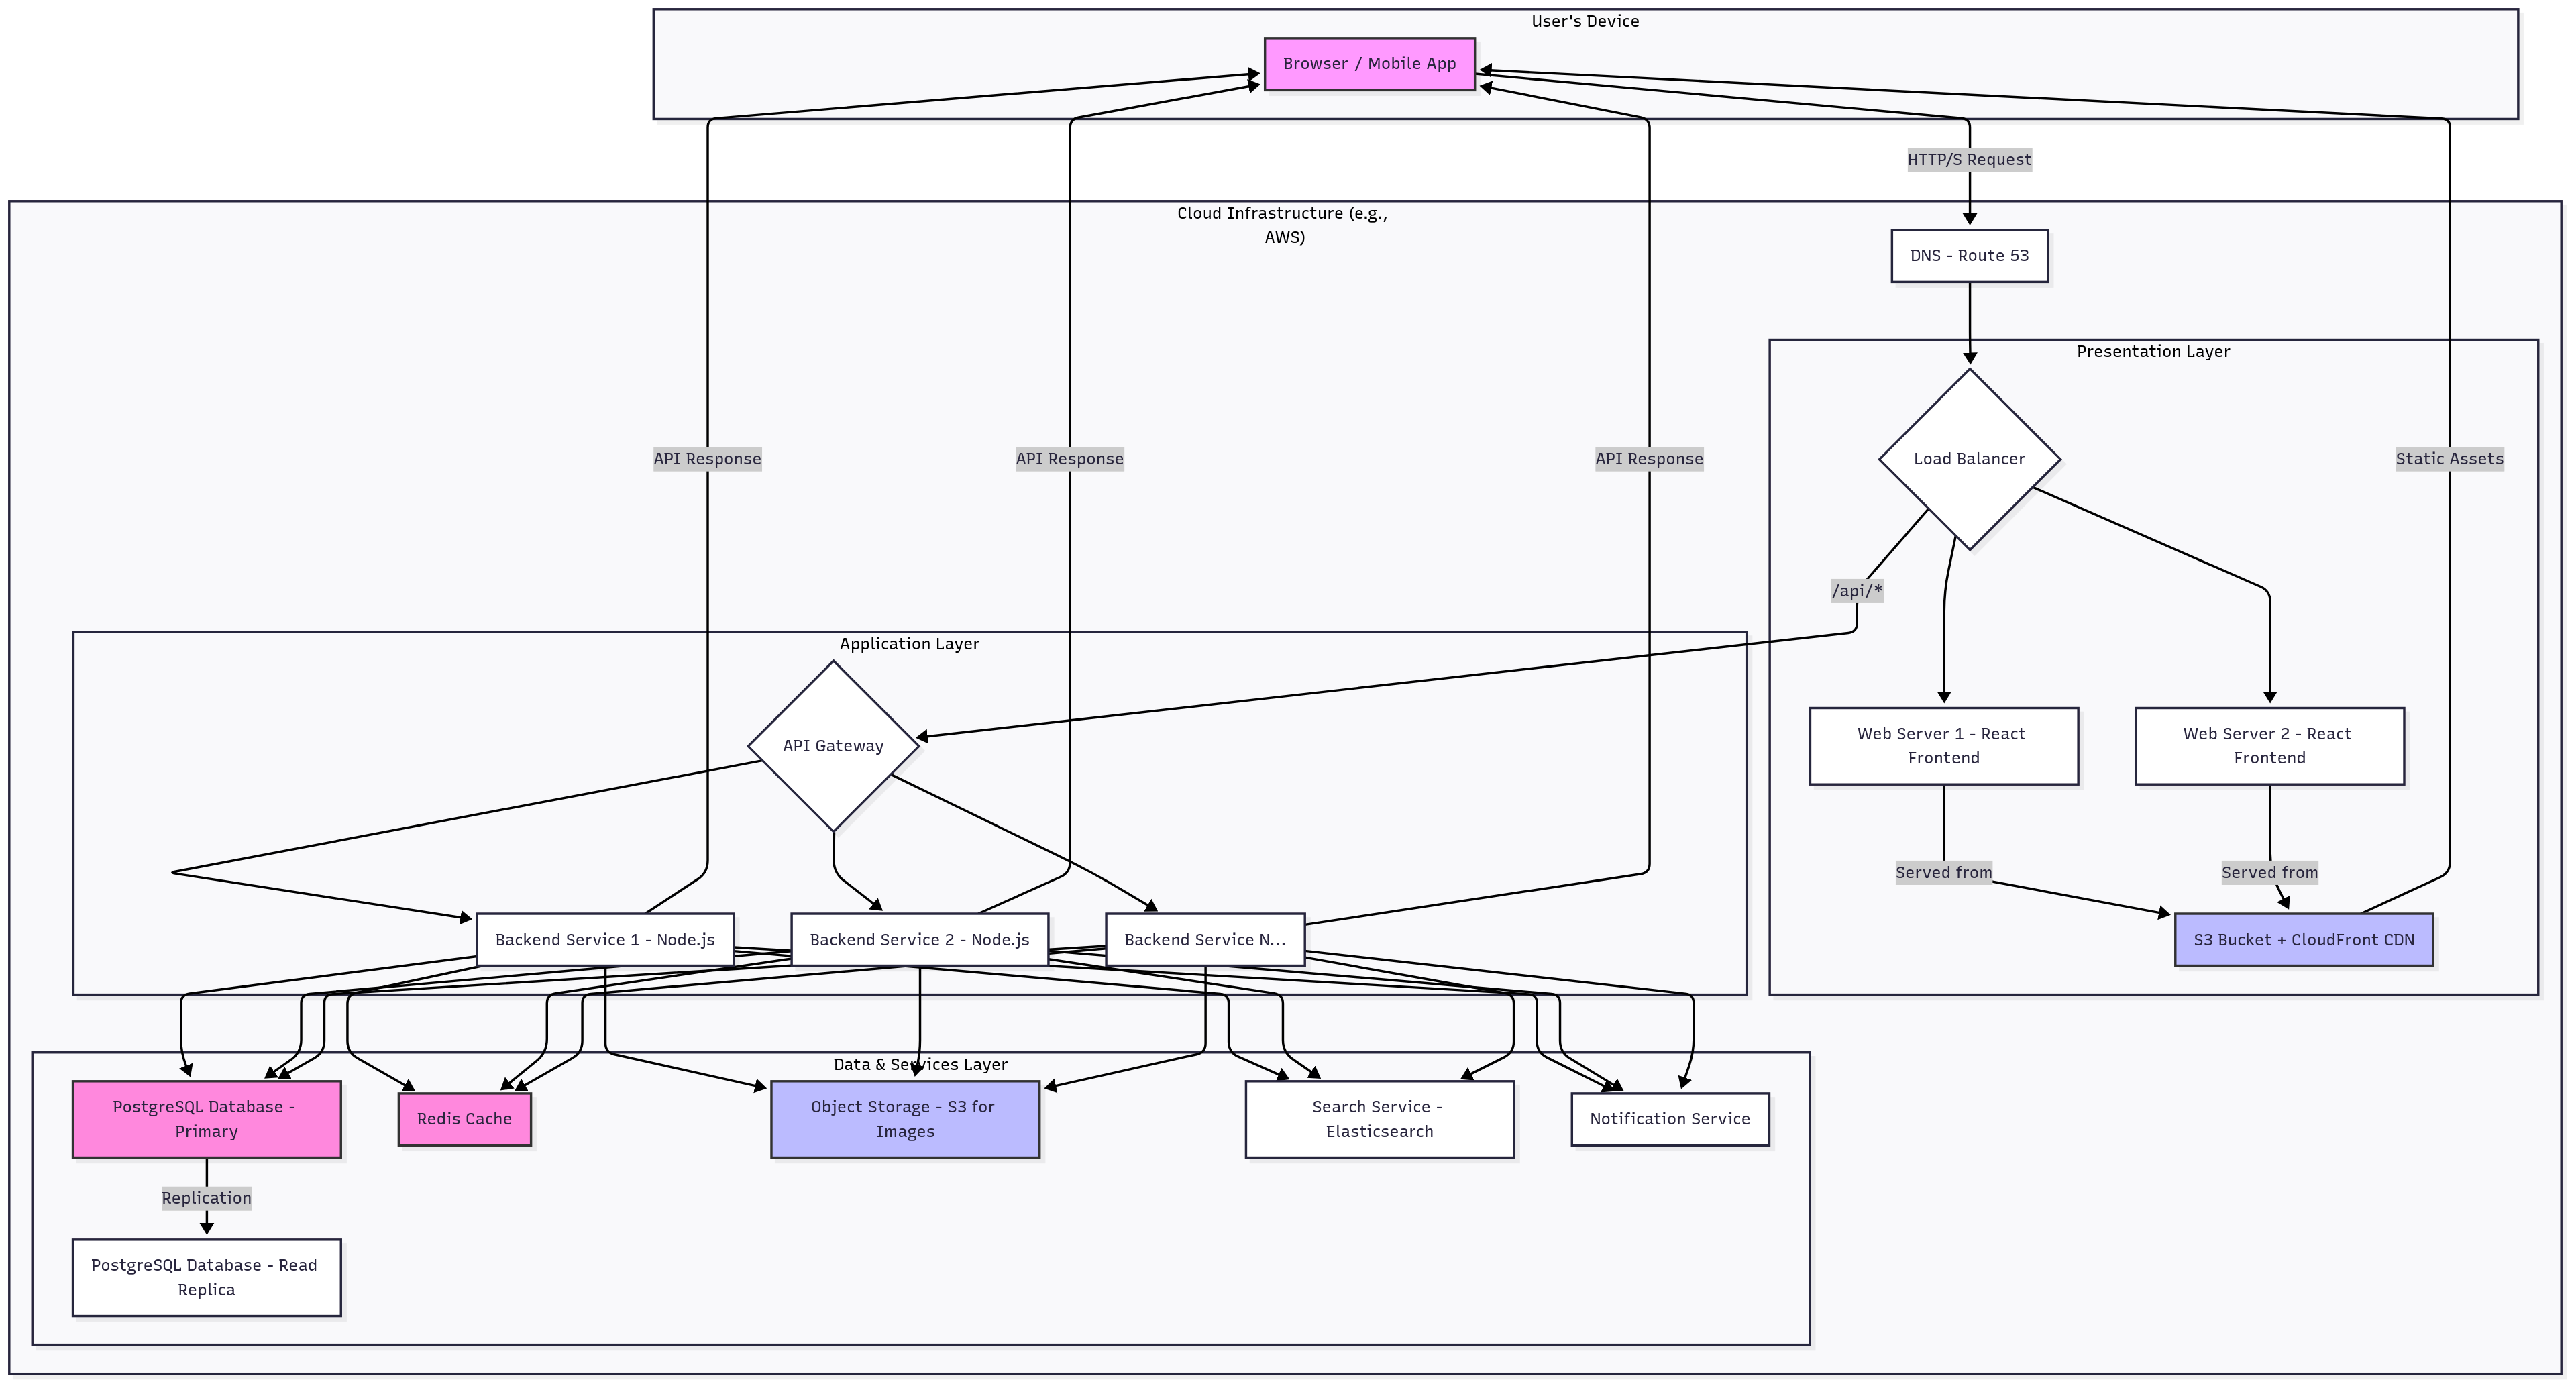 User's Device
Browser / Mobile App
HTTP/S Request
Cloud Infrastructure (e.g.,
AWS)
DNS - Route 53
Presentation Layer
API Response
API Response
API Response
Load Balancer
Static Assets
/api/*
Application Layer
API Gateway
Web Server 1 - React
Frontend
Web Server 2 - React
Frontend
Served from
Served from
Backend Service 1 - Node.js
Backend Service 2 - Node.js
Backend Service N...
S3 Bucket + CloudFront CDN
Data & Services Layer
PostgreSQL Database -
Primary
Redis Cache
Object Storage - S3 for
Images
Search Service -
Elasticsearch
Notification Service
Replication
PostgreSQL Database - Read
Replica